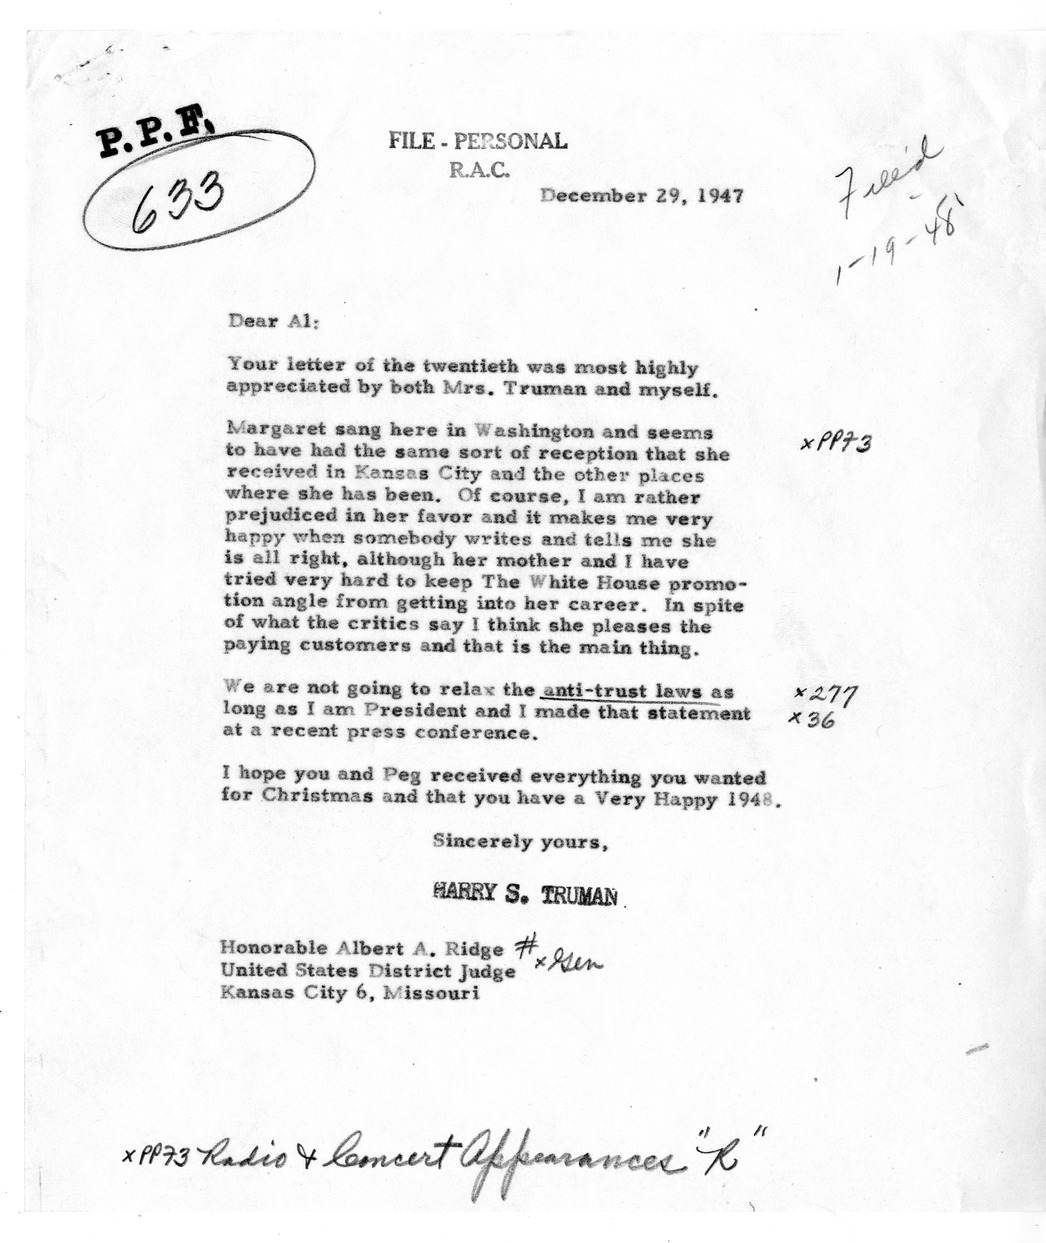 P.P.F.
633
FILE - PERSONAL
R.A.C.
December 29, 1947
Filed
1-19-48
Dear Al:
Your letter of the twentieth was most highly
appreciated by both Mrs. Truman and myself.
Margaret sang here in Washington and seems
to have had the same sort of reception that she
received in Kansas City and the other places
where she has been. Of course, I am rather
prejudiced in her favor and it makes me very
happy when somebody writes and tells me she
is all right, although her mother and I have
tried very hard to keep The White House promo-
tion angle from getting into her career. In spite
of what the critics say I think she pleases the
paying customers and that is the main thing.
xPP73
We are not going to relax the anti-trust laws as
long as I am President and I made that statement
at a recent press conference.
x277
x36
I hope you and Peg received everything you wanted
for Christmas and that you have a Very Happy 1948.
Sincerely yours,
HARRY S. TRUMAN
Honorable Albert A. Ridge #
United States District Judge xGen
Kansas City 6, Missouri
xPP73 Radio & Concert Appearances "R"